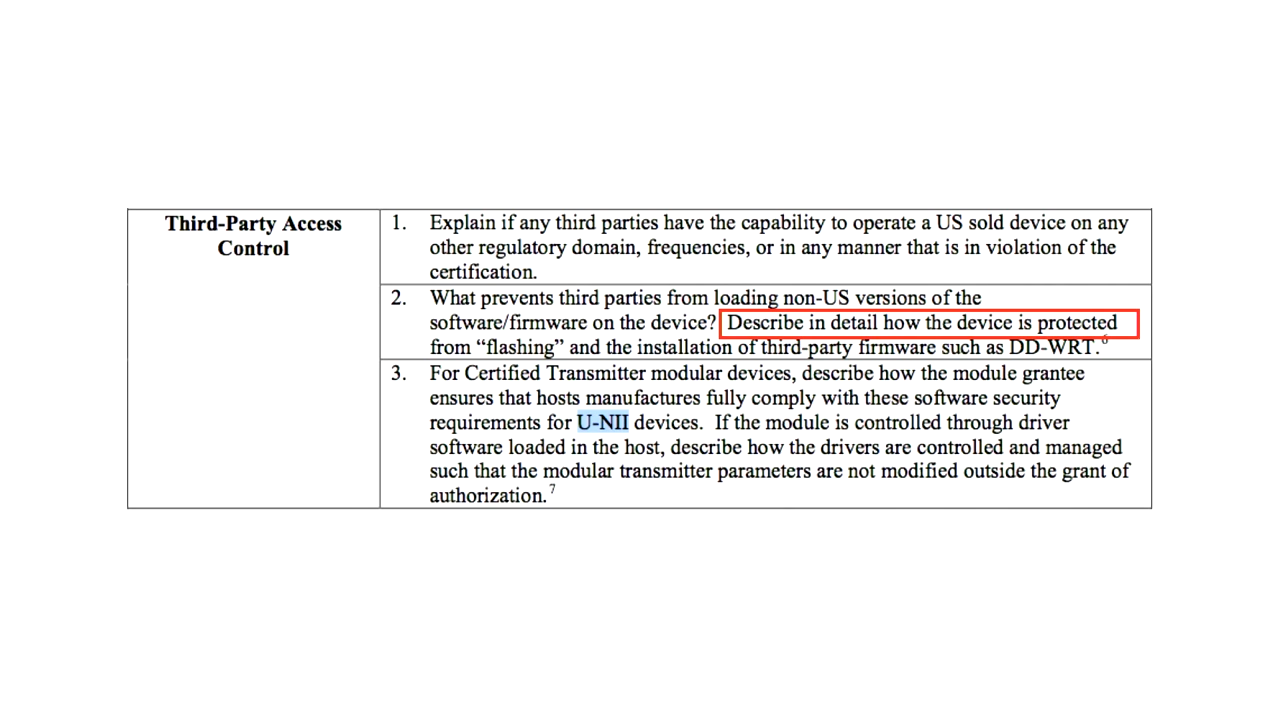 Third-Party Access
Control
1. Explain if any third parties have the capability to operate a US sold device on any
other regulatory domain, frequencies, or in any manner that is in violation of the
certification.
2. What prevents third parties from loading non-US versions of the
software/firmware on the device? Describe in detail how the device is protected
from “flashing” and the installation of third-party firmware such as DD-WRT.6
3. For Certified Transmitter modular devices, describe how the module grantee
ensures that hosts manufactures fully comply with these software security
requirements for U-NII devices. If the module is controlled through driver
software loaded in the host, describe how the drivers are controlled and managed
such that the modular transmitter parameters are not modified outside the grant of
authorization.7